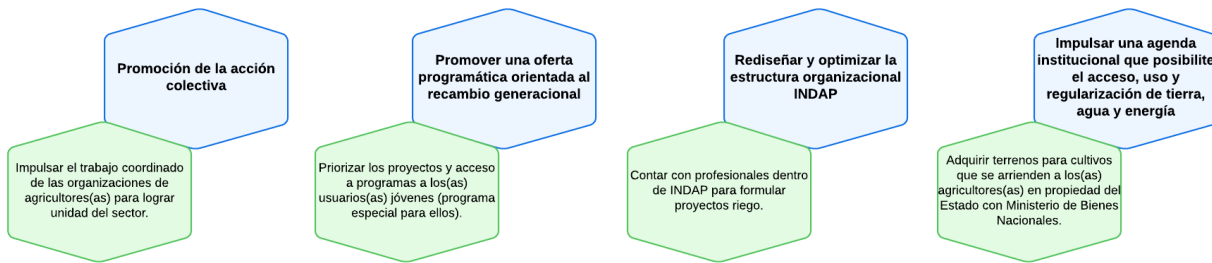 Promoción de la acción
colectiva
Impulsar el trabajo coordinado
de las organizaciones de
agricultores(as) para lograr
unidad del sector.
Promover una oferta
programática orientada al
recambio generacional
Priorizar los proyectos y acceso
a programas a los(as)
usuarios(as) jóvenes (programa
especial para ellos).
Rediseñar y optimizar la
estructura organizacional
INDAP
Contar con profesionales dentro
de INDAP para formular
proyectos riego.
Impulsar una agenda
institucional que posibilite
el acceso, uso y
regularización de tierra,
agua y energía
Adquirir terrenos para cultivos
que se arrienden a los(as)
agricultores(as) en propiedad del
Estado con Ministerio de Bienes
Nacionales.